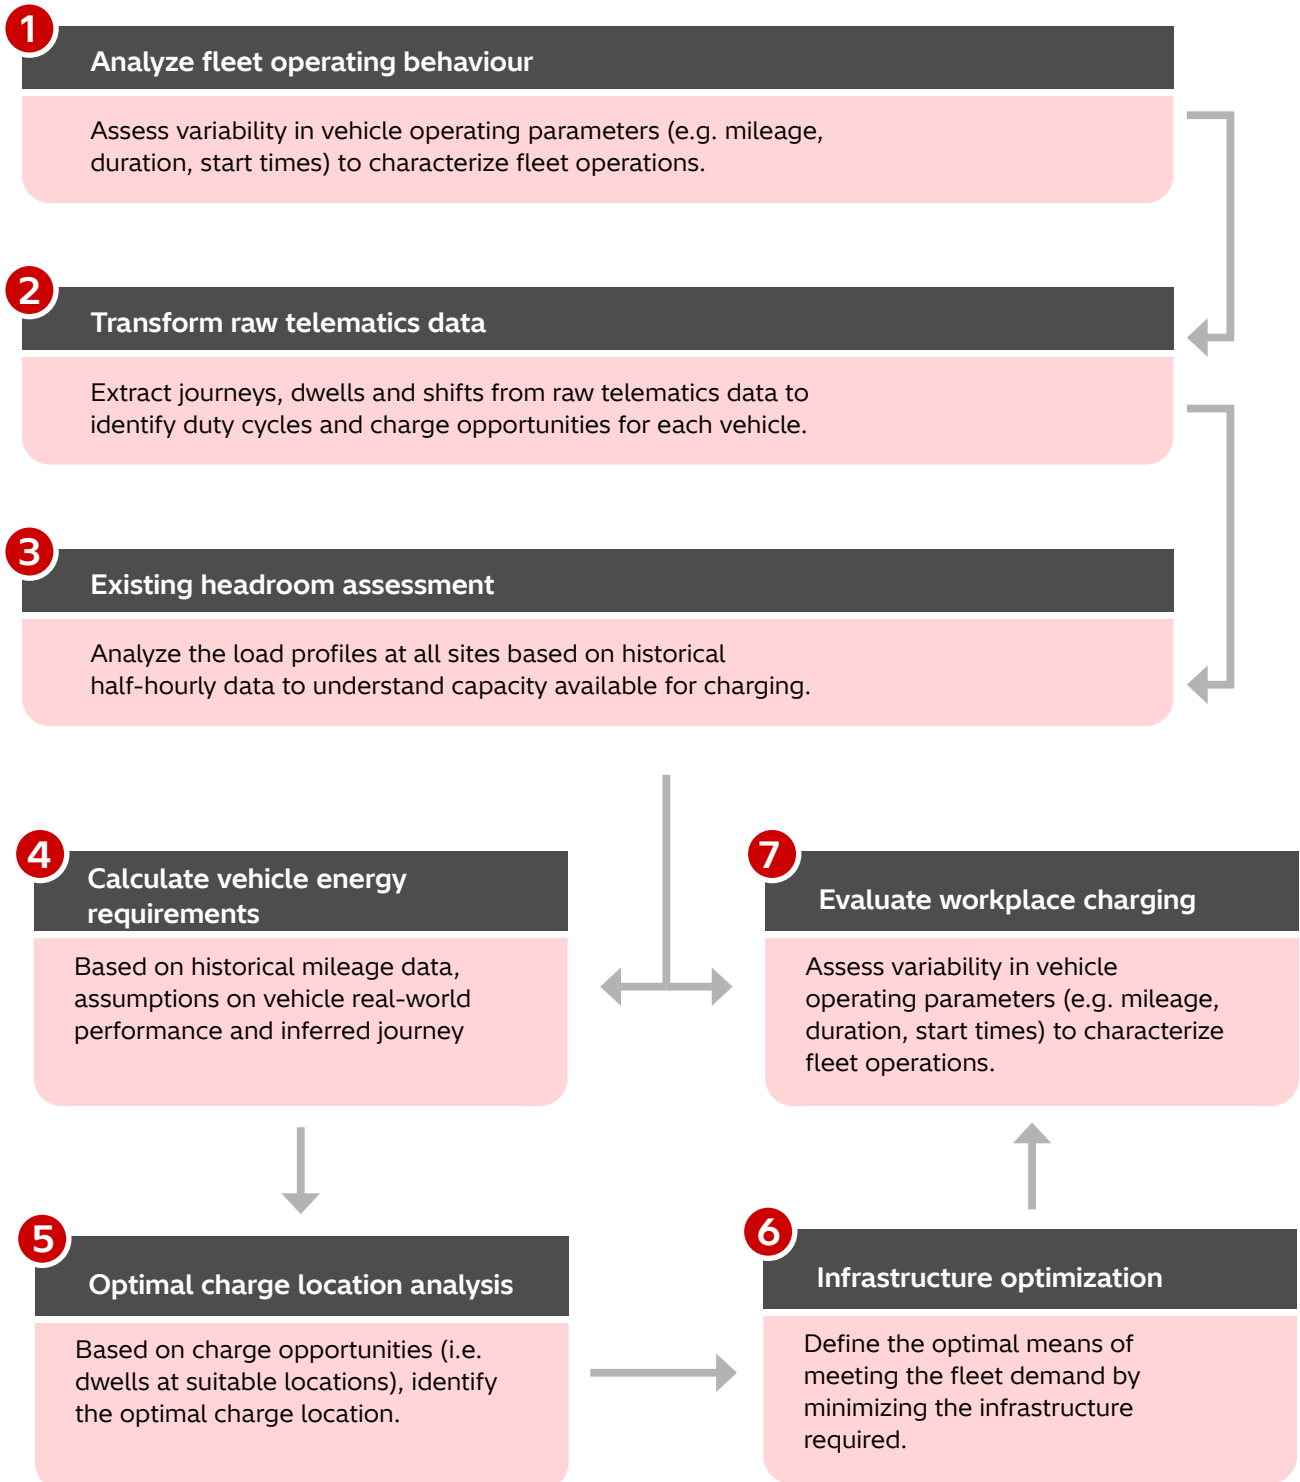 1
Analyze fleet operating behaviour
Assess variability in vehicle operating parameters (e.g. mileage,
duration, start times) to characterize fleet operations.
2
Transform raw telematics data
Extract journeys, dwells and shifts from raw telematics data to
identify duty cycles and charge opportunities for each vehicle.
3
Existing headroom assessment
Analyze the load profiles at all sites based on historical
half-hourly data to understand capacity available for charging.
4
Calculate vehicle energy
requirements
Based on historical mileage data,
assumptions on vehicle real-world
performance and inferred journey
7
Evaluate workplace charging
Assess variability in vehicle
operating parameters (e.g. mileage,
duration, start times) to characterize
fleet operations.
5
Optimal charge location analysis
Based on charge opportunities (i.e.
dwells at suitable locations), identify
the optimal charge location.
6
Infrastructure optimization
Define the optimal means of
meeting the fleet demand by
minimizing the infrastructure
required.